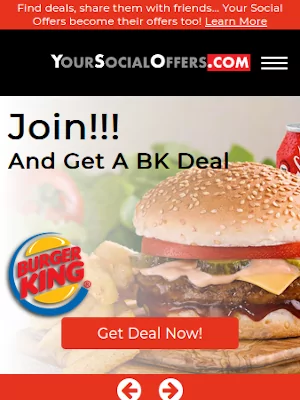 Find deals, share them with friends... Your Social
Offers become their offers too! Learn More
YourSocialOffers.com
Join!!!
And Get A BK Deal
BURGER
KING®
Get Deal Now!